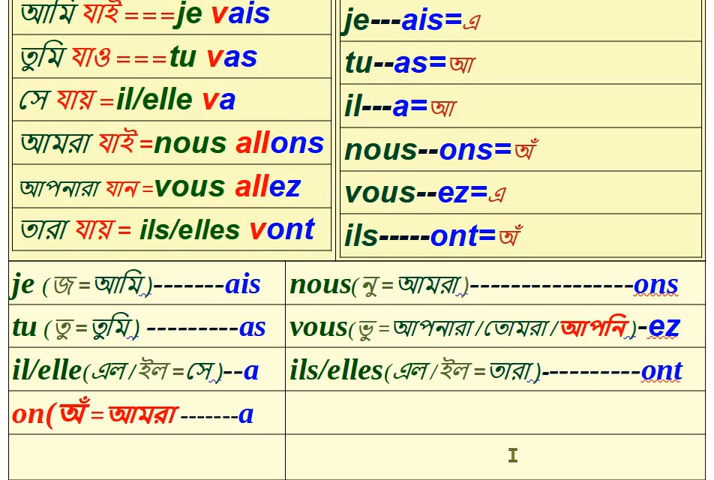 আমি যাই ===je vais
তুমি যাও ===tu vas
সে যায় =il/elle va
আমরা যাই =nous allons
আপনারা যান =vous allez
তারা যায় = ils/elles vont
je---ais=এ
tu--as=আ
il---a=আ
nous--ons=অঁ
vous--ez=এ
ils-----ont=অঁ
je (জ =আমি )-------ais
nous(নু =আমরা )-----------------ons
tu (তু =তুমি ) ---------as
vous(ভু =আপনারা /তোমরা /আপনি )-ez
il/elle(এল / ইল =সে )--a
ils/elles(এল / ইল =তারা )----------ont
on(অঁ =আমরা -------a